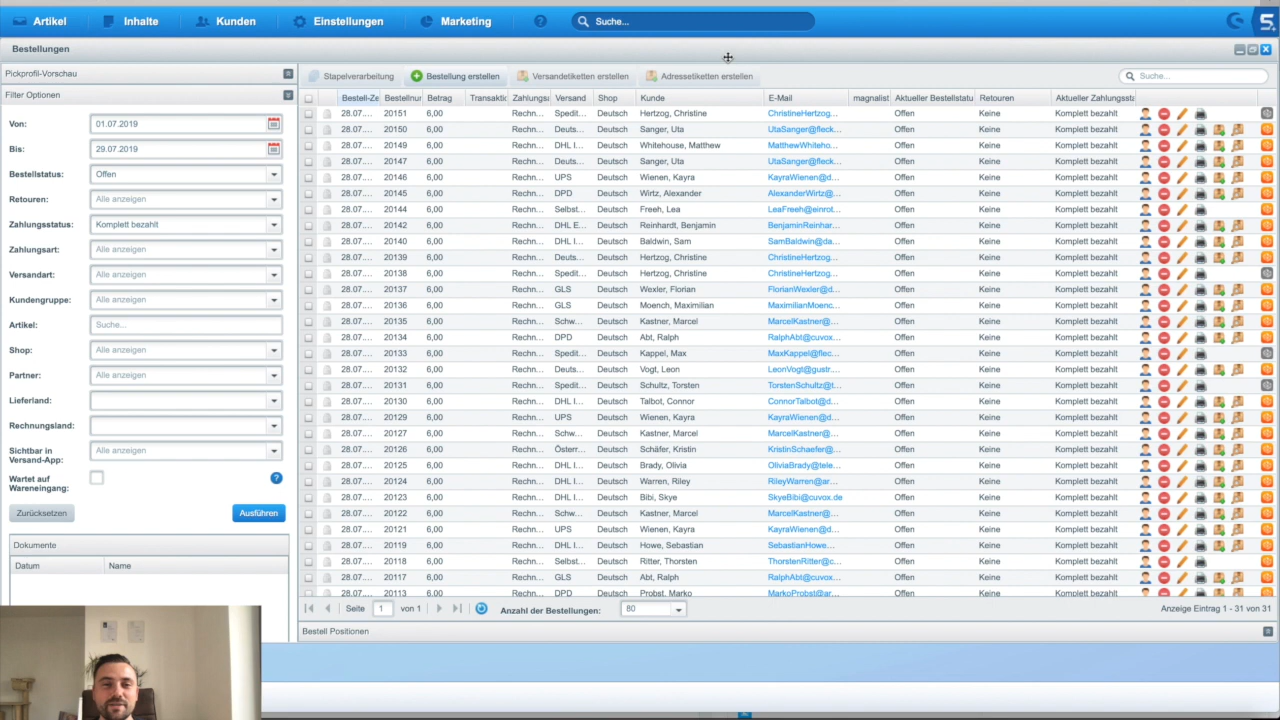 Artikel Inhalte Kunden Einstellungen Marketing ? Suche...
Bestellungen
Pickprofil-Vorschau
Filter Optionen
Von: 01.07.2019
Bis: 29.07.2019
Bestellstatus: Offen
Retouren: Alle anzeigen
Zahlungsstatus: Komplett bezahlt
Zahlungsart: Alle anzeigen
Versandart: Alle anzeigen
Kundengruppe: Alle anzeigen
Artikel: Suche...
Shop: Alle anzeigen
Partner: Alle anzeigen
Lieferland:
Rechnungsland:
Sichtbar in
Versand-App: Alle anzeigen
Wartet auf
Wareneingang: ?
Zurücksetzen Ausführen
Dokumente
Datum Name
Stapelverarbeitung Bestellung erstellen Versandetiketten erstellen Adressetiketten erstellen Suche...
Bestell-Ze Bestellnu Betrag Transaktic Zahlungsa Versand Shop Kunde E-Mail magnalist Aktueller Bestellstatu Retouren Aktueller Zahlungssta
28.07.... 20151 6,00 Rechn... Spedit... Deutsch Hertzog, Christine ChristineHertzog... Offen Keine Komplett bezahlt
28.07.... 20150 6,00 Rechn... Deuts... Deutsch Sanger, Uta UtaSanger@fleck... Offen Keine Komplett bezahlt
28.07.... 20149 6,00 Rechn... DHL I... Deutsch Whitehouse, Matthew MatthewWhiteho... Offen Keine Komplett bezahlt
28.07.... 20147 6,00 Rechn... Deuts... Deutsch Sanger, Uta UtaSanger@fleck... Offen Keine Komplett bezahlt
28.07.... 20146 6,00 Rechn... UPS Deutsch Wienen, Kayra KayraWienen@d... Offen Keine Komplett bezahlt
28.07.... 20145 6,00 Rechn... DPD Deutsch Wirtz, Alexander AlexanderWirtz@... Offen Keine Komplett bezahlt
28.07.... 20144 6,00 Rechn... Selbst... Deutsch Freeh, Lea LeaFreeh@einrot... Offen Keine Komplett bezahlt
28.07.... 20142 6,00 Rechn... DHL E... Deutsch Reinhardt, Benjamin BenjaminReinhar... Offen Keine Komplett bezahlt
28.07.... 20140 6,00 Rechn... DHL I... Deutsch Baldwin, Sam SamBaldwin@da... Offen Keine Komplett bezahlt
28.07.... 20139 6,00 Rechn... Deuts... Deutsch Hertzog, Christine ChristineHertzog... Offen Keine Komplett bezahlt
28.07.... 20138 6,00 Rechn... Spedit... Deutsch Hertzog, Christine ChristineHertzog... Offen Keine Komplett bezahlt
28.07.... 20137 6,00 Rechn... GLS Deutsch Wexler, Florian FlorianWexler@g... Offen Keine Komplett bezahlt
28.07.... 20136 6,00 Rechn... GLS Deutsch Moench, Maximilian MaximilianMoenc... Offen Keine Komplett bezahlt
28.07.... 20135 6,00 Rechn... Schw... Deutsch Kastner, Marcel MarcelKastner@... Offen Keine Komplett bezahlt
28.07.... 20134 6,00 Rechn... DPD Deutsch Abt, Ralph RalphAbt@cuvox... Offen Keine Komplett bezahlt
28.07.... 20133 6,00 Rechn... Spedit... Deutsch Kappel, Max MaxKappel@flec... Offen Keine Komplett bezahlt
28.07.... 20132 6,00 Rechn... Deuts... Deutsch Vogt, Leon LeonVogt@gustr... Offen Keine Komplett bezahlt
28.07.... 20131 6,00 Rechn... Spedit... Deutsch Schultz, Torsten TorstenSchultz@t... Offen Keine Komplett bezahlt
28.07.... 20130 6,00 Rechn... DHL I... Deutsch Talbot, Connor ConnorTalbot@d... Offen Keine Komplett bezahlt
28.07.... 20129 6,00 Rechn... UPS Deutsch Wienen, Kayra KayraWienen@d... Offen Keine Komplett bezahlt
28.07.... 20127 6,00 Rechn... Schw... Deutsch Kastner, Marcel MarcelKastner@... Offen Keine Komplett bezahlt
28.07.... 20126 6,00 Rechn... Österr... Deutsch Schäfer, Kristin KristinSchaefer@... Offen Keine Komplett bezahlt
28.07.... 20125 6,00 Rechn... DHL I... Deutsch Brady, Olivia OliviaBrady@tele... Offen Keine Komplett bezahlt
28.07.... 20124 6,00 Rechn... DHL I... Deutsch Warren, Riley RileyWarren@ar... Offen Keine Komplett bezahlt
28.07.... 20123 6,00 Rechn... DHL I... Deutsch Bibi, Skye SkyeBibi@cuvox.de Offen Keine Komplett bezahlt
28.07.... 20122 6,00 Rechn... Schw... Deutsch Kastner, Marcel MarcelKastner@... Offen Keine Komplett bezahlt
28.07.... 20121 6,00 Rechn... UPS Deutsch Wienen, Kayra KayraWienen@d... Offen Keine Komplett bezahlt
28.07.... 20119 6,00 Rechn... DHL I... Deutsch Howe, Sebastian SebastianHowe... Offen Keine Komplett bezahlt
28.07.... 20118 6,00 Rechn... Selbst... Deutsch Ritter, Thorsten ThorstenRitter@c... Offen Keine Komplett bezahlt
28.07.... 20117 6,00 Rechn... GLS Deutsch Abt, Ralph RalphAbt@cuvox... Offen Keine Komplett bezahlt
28.07.... 20113 6,00 Rechn... DPD Deutsch Probst, Marko MarkoProbst@ar... Offen Keine Komplett bezahlt
Seite 1 von 1 Anzahl der Bestellungen: 80 Anzeige Eintrag 1 - 31 von 31
Bestell Positionen